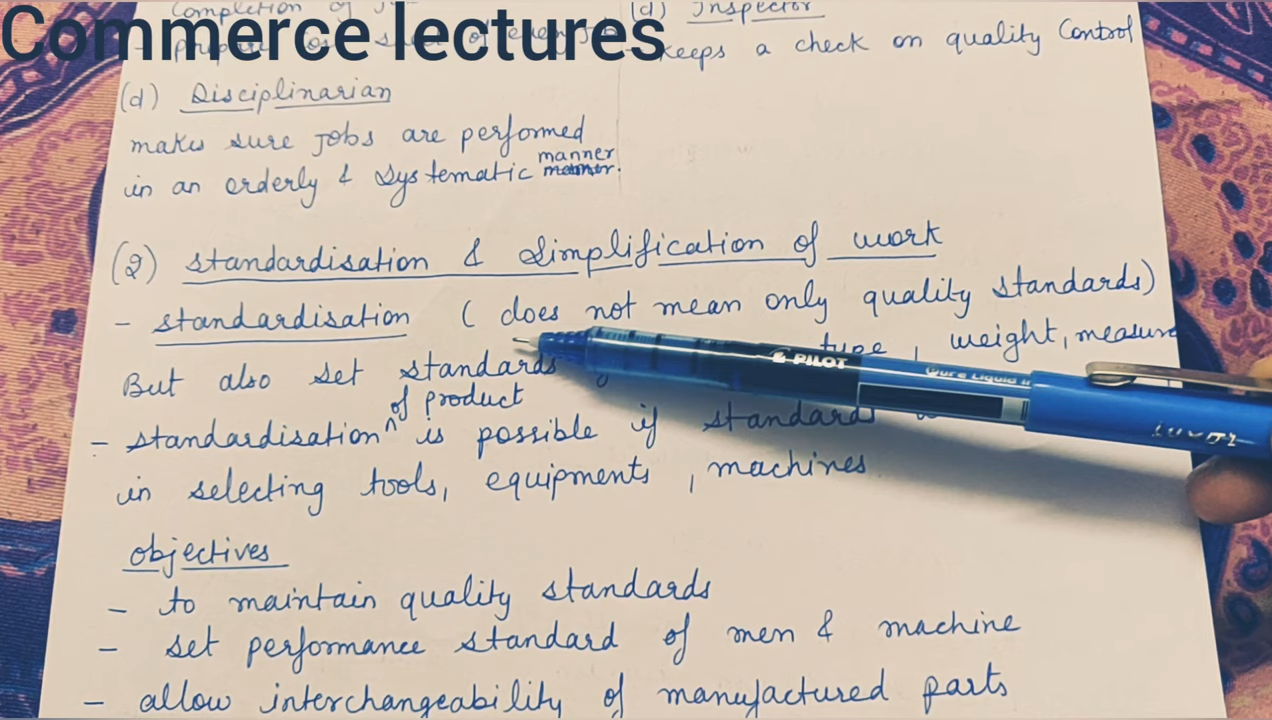 Commerce lectures
Completion of
(d) Inspector
keeps a check on quality Control
(d) Disciplinarian
makes sure jobs are performed
in an orderly & systematic manner
(2) standardisation & Simplification of work
- standardisation ( does not mean only quality standards)
But also set standards type, weight, measure
- standardisation^ of product is possible if standard
in selecting tools, equipments, machines
objectives
- to maintain quality standards
- set performance standard of men & machine
- allow interchangeability of manufactured parts
PILOT